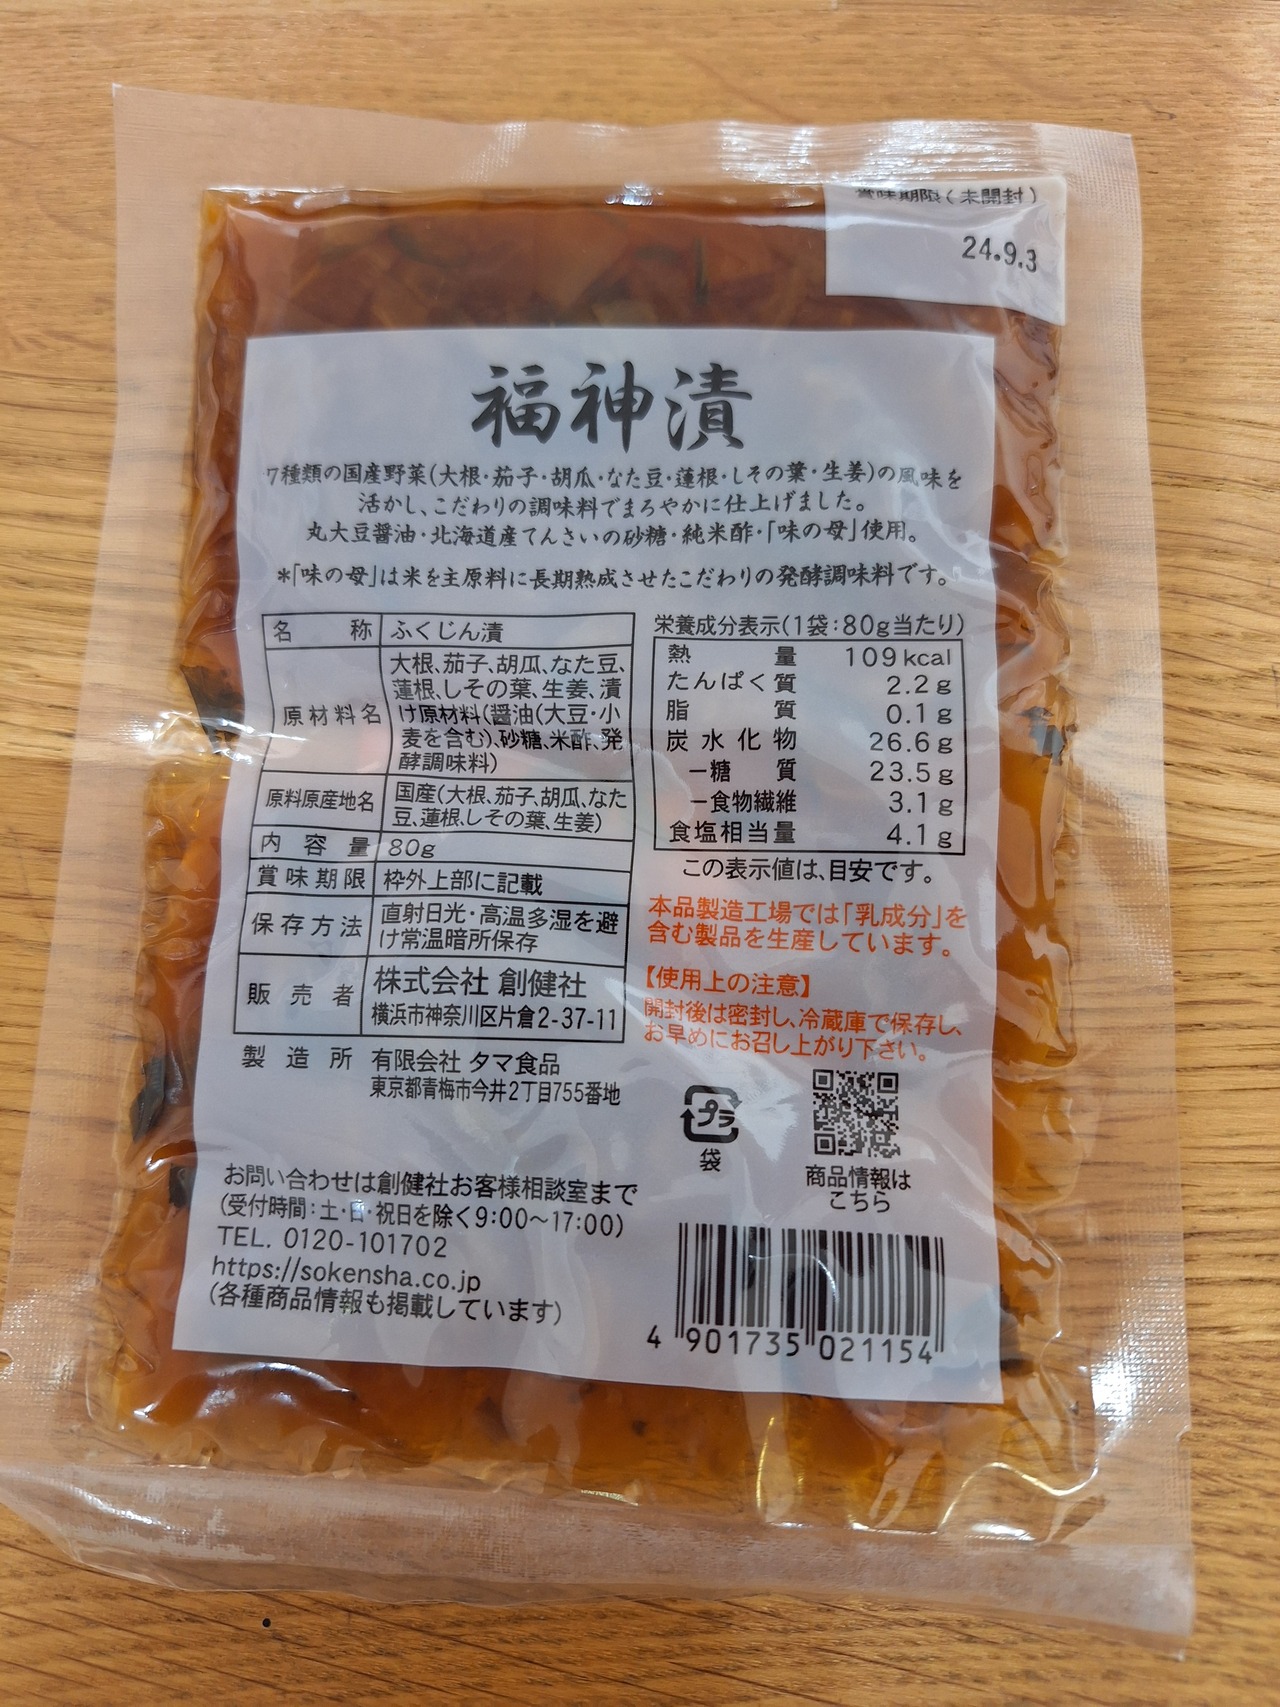 賞味期限(未開封)
24.9.3
福神漬
7種類の国産野菜(大根・茄子・胡瓜・なた豆・蓮根・しその葉・生姜)の風味を
活かし、こだわりの調味料でまろやかに仕上げました。
丸大豆醤油・北海道産てんさいの砂糖・純米酢・「味の母」使用。
*「味の母」は米を主原料に長期熟成させたこだわりの発酵調味料です。
名称 ふくじん漬
原材料名 大根、茄子、胡瓜、なた豆、
蓮根、しその葉、生姜、漬
け原材料(醤油(大豆・小
麦を含む)、砂糖、米酢、発
酵調味料)
原料原産地名 国産(大根、茄子、胡瓜、なた
豆、蓮根、しその葉、生姜)
内容量 80g
賞味期限 枠外上部に記載
保存方法 直射日光・高温多湿を避
け常温暗所保存
販売者 株式会社 創健社
横浜市神奈川区片倉2-37-11
製造所 有限会社 タマ食品
東京都青梅市今井2丁目755番地
栄養成分表示(1袋:80g当たり)
熱量 109kcal
たんぱく質 2.2g
脂質 0.1g
炭水化物 26.6g
－糖質 23.5g
－食物繊維 3.1g
食塩相当量 4.1g
この表示値は、目安です。
本品製造工場では「乳成分」を
含む製品を生産しています。
【使用上の注意】
開封後は密封し、冷蔵庫で保存し、
お早めにお召し上がり下さい。
プラ
袋
商品情報は
こちら
お問い合わせは創健社お客様相談室まで
(受付時間:土・日・祝日を除く9:00～17:00)
TEL. 0120-101702
https://sokensha.co.jp
(各種商品情報も掲載しています)
4 901735 021154